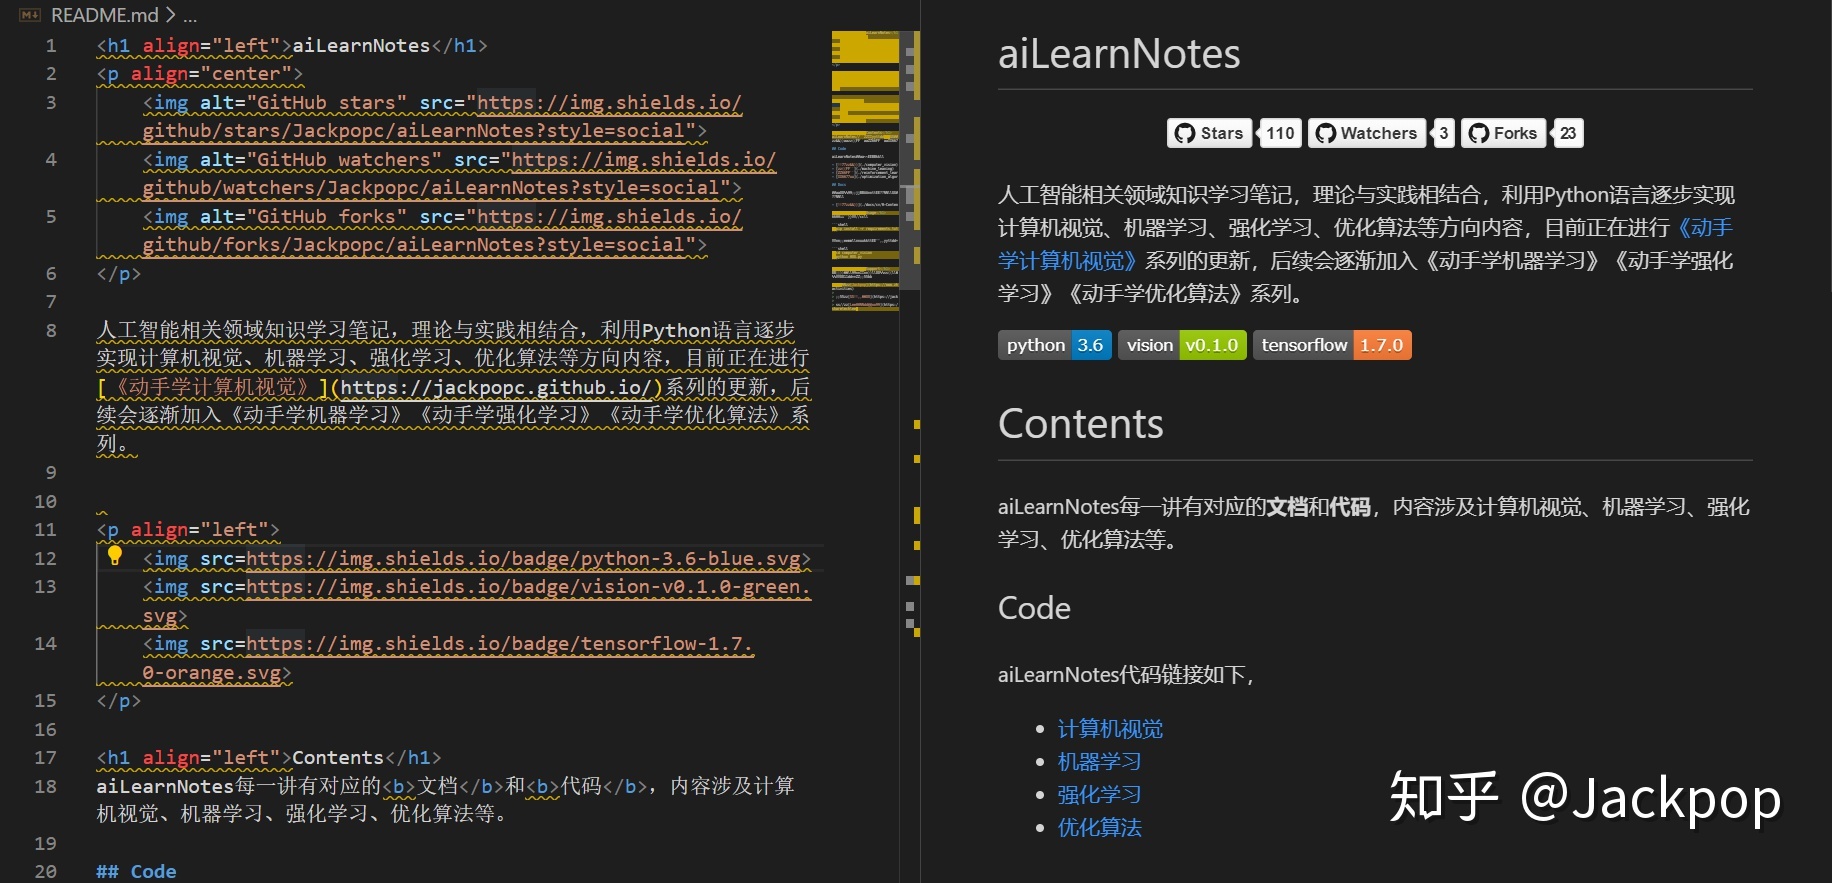 README.md > ...
1 <h1 align="left">aiLearnNotes</h1>
2 <p align="center">
3 <img alt="GitHub stars" src="https://img.shields.io/
github/stars/Jackpopc/aiLearnNotes?style=social">
4 <img alt="GitHub watchers" src="https://img.shields.io/
github/watchers/Jackpopc/aiLearnNotes?style=social">
5 <img alt="GitHub forks" src="https://img.shields.io/
github/forks/Jackpopc/aiLearnNotes?style=social">
6 </p>
7
8 人工智能相关领域知识学习笔记，理论与实践相结合，利用Python语言逐步
实现计算机视觉、机器学习、强化学习、优化算法等方向内容，目前正在进行
[《动手学计算机视觉》](https://jackpopc.github.io/)系列的更新，后
续会逐渐加入《动手学机器学习》《动手学强化学习》《动手学优化算法》系
列。
9
10
11 <p align="left">
12 <img src=https://img.shields.io/badge/python-3.6-blue.svg>
13 <img src=https://img.shields.io/badge/vision-v0.1.0-green.
svg>
14 <img src=https://img.shields.io/badge/tensorflow-1.7.
0-orange.svg>
15 </p>
16
17 <h1 align="left">Contents</h1>
18 aiLearnNotes每一讲有对应的<b>文档</b>和<b>代码</b>，内容涉及计算
机视觉、机器学习、强化学习、优化算法等。
19
20 ## Code
aiLearnNotes
Stars 110 Watchers 3 Forks 23
人工智能相关领域知识学习笔记，理论与实践相结合，利用Python语言逐步实现
计算机视觉、机器学习、强化学习、优化算法等方向内容，目前正在进行《动手
学计算机视觉》系列的更新，后续会逐渐加入《动手学机器学习》《动手学强化
学习》《动手学优化算法》系列。
python 3.6 vision v0.1.0 tensorflow 1.7.0
Contents
aiLearnNotes每一讲有对应的文档和代码，内容涉及计算机视觉、机器学习、强化
学习、优化算法等。
Code
aiLearnNotes代码链接如下，
• 计算机视觉
• 机器学习
• 强化学习
• 优化算法
知乎 @Jackpop